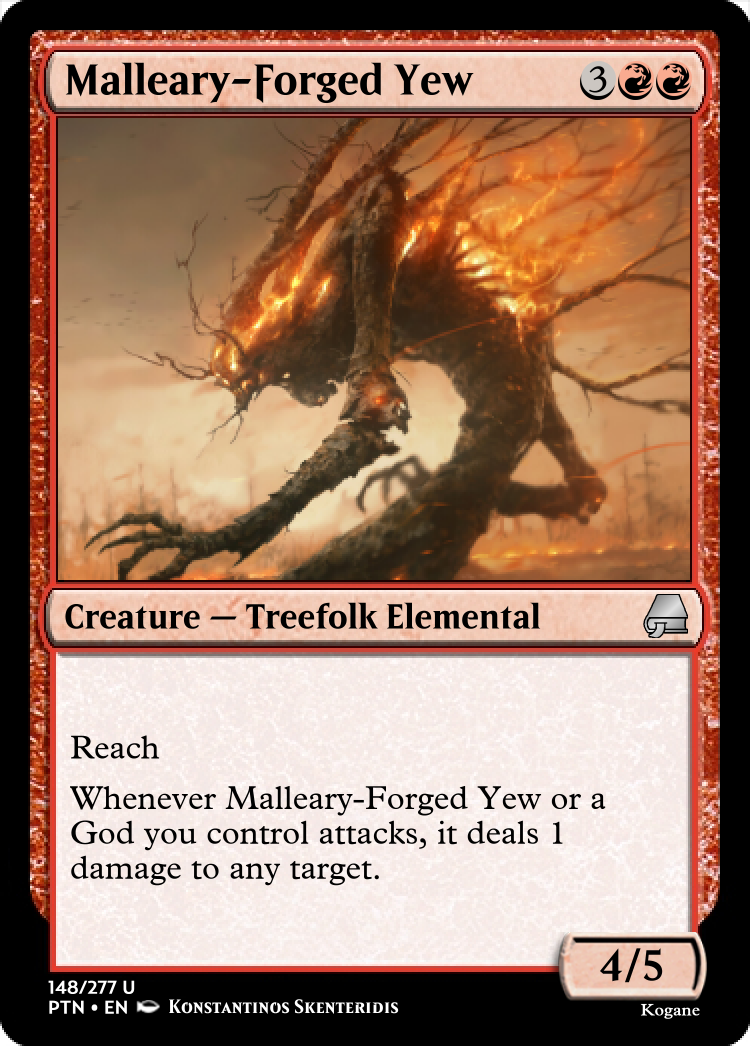 Malleary-Forged Yew 3
Creature — Treefolk Elemental
Reach
Whenever Malleary-Forged Yew or a
God you control attacks, it deals 1
damage to any target.
4/5
148/277 U
PTN • EN Konstantinos Skenteridis
Kogane